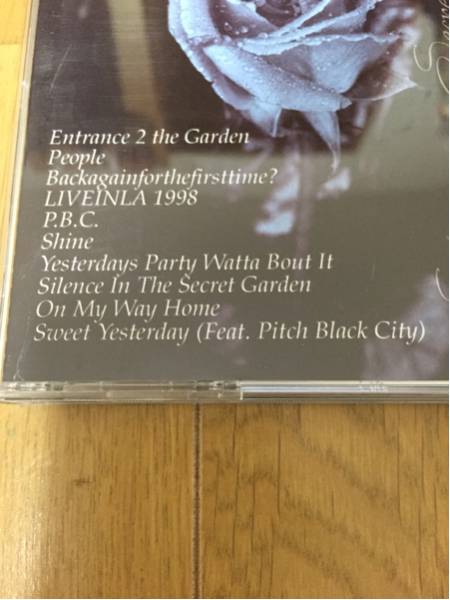 Secre
Entrance 2 the Garden
People
Backagainforthefirsttime?
LIVEINLA 1998
P.B.C.
Shine
Yesterdays Party Watta Bout It
Silence In The Secret Garden
On My Way Home
Sweet Yesterday (Feat. Pitch Black City)